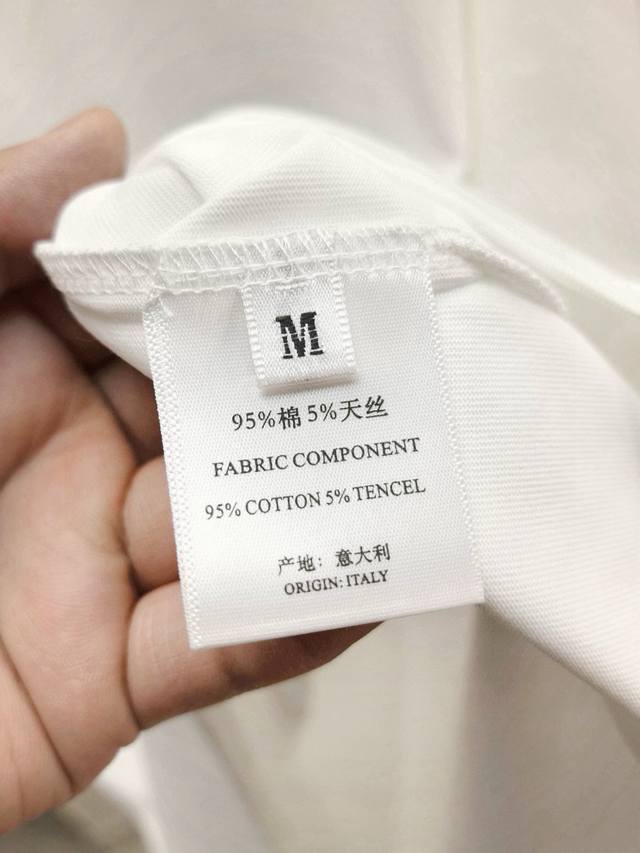 M
95%棉 5%天丝
FABRIC COMPONENT
95% COTTON 5% TENCEL
产地：意大利
ORIGIN: ITALY